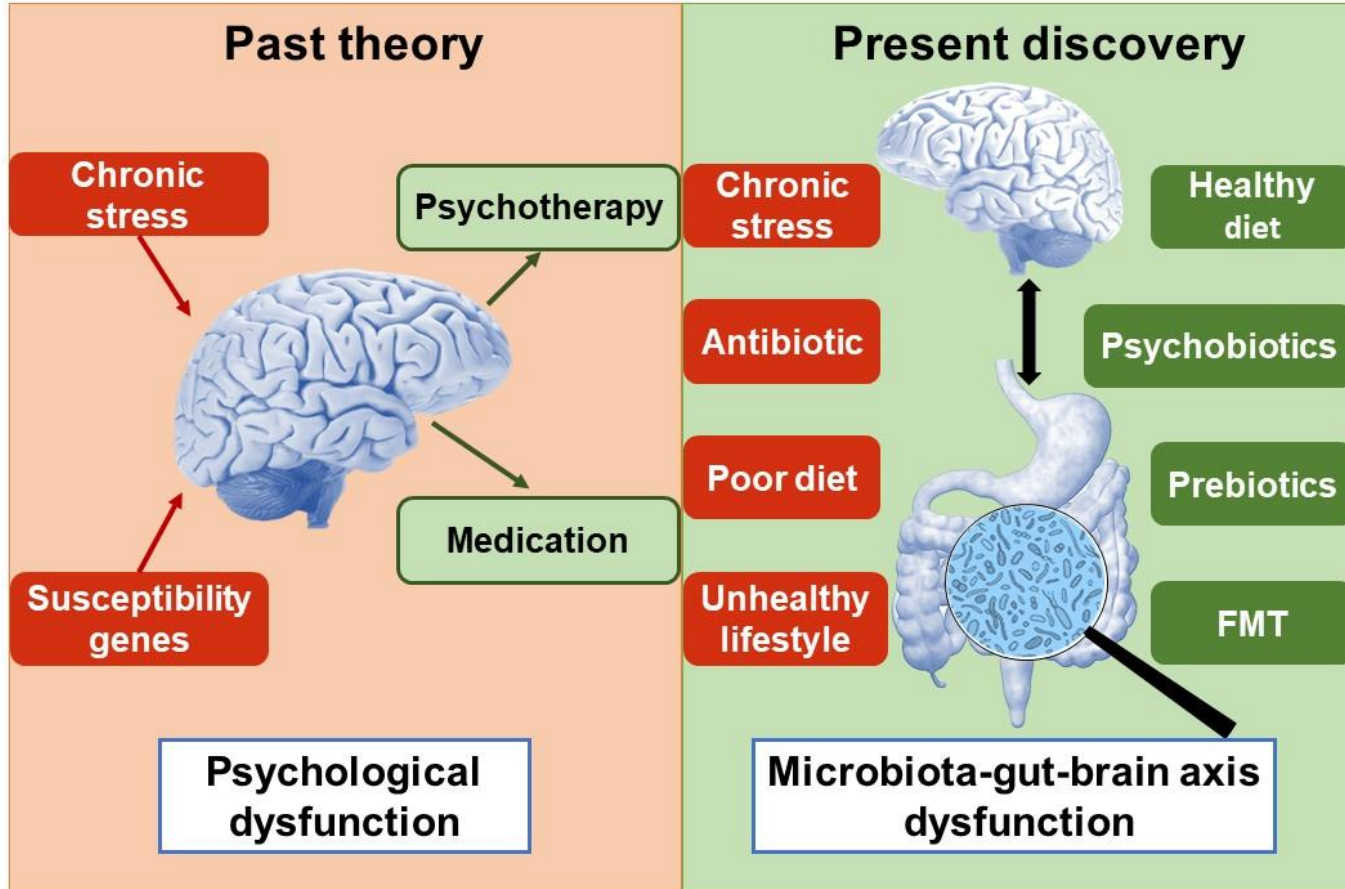 Past theory
Chronic
stress
Psychotherapy
Medication
Susceptibility
genes
Psychological
dysfunction
Present discovery
Chronic
stress
Healthy
diet
Antibiotic
Psychobiotics
Poor diet
Prebiotics
Unhealthy
lifestyle
FMT
Microbiota-gut-brain axis
dysfunction